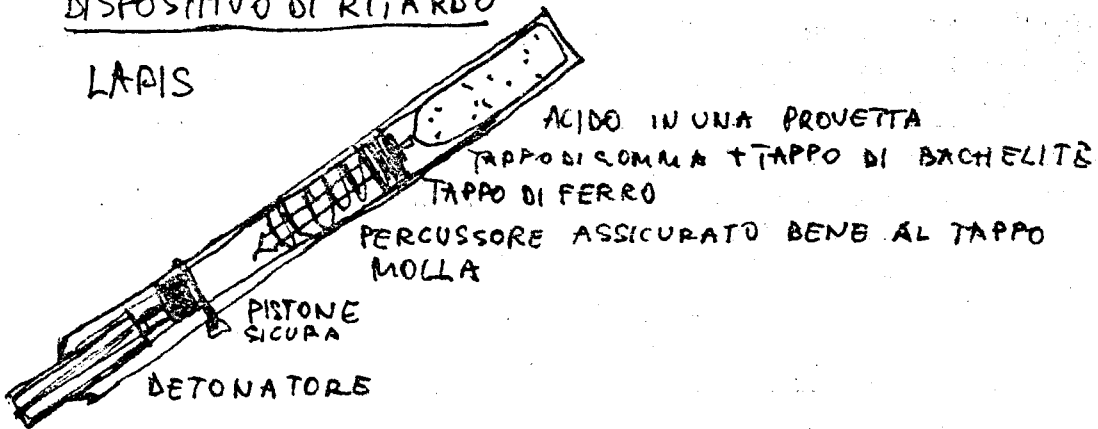 DISPOSITIVO DI RITARDO
LAPIS
ACIDO IN UNA PROVETTA
TAPPO DI GOMMA + TAPPO DI BACHELITE
TAPPO DI FERRO
PERCUSSORE ASSICURATO BENE AL TAPPO
MOLLA
PISTONE
SICURA
DETONATORE